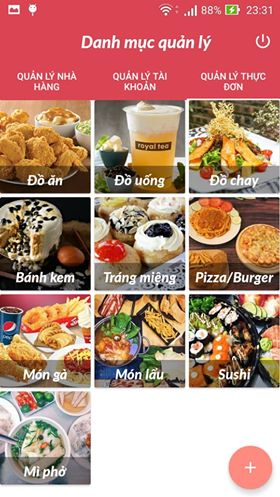 88% 23:31
Danh mục quản lý
QUẢN LÝ NHÀ HÀNG
QUẢN LÝ TÀI KHOẢN
QUẢN LÝ THỰC ĐƠN
royal tea
Đồ ăn
Đồ uống
Đồ chay
Bánh kem
Tráng miệng
Pizza/Burger
pepsi
Món gà
Món lẩu
Sushi
Mì phở
+